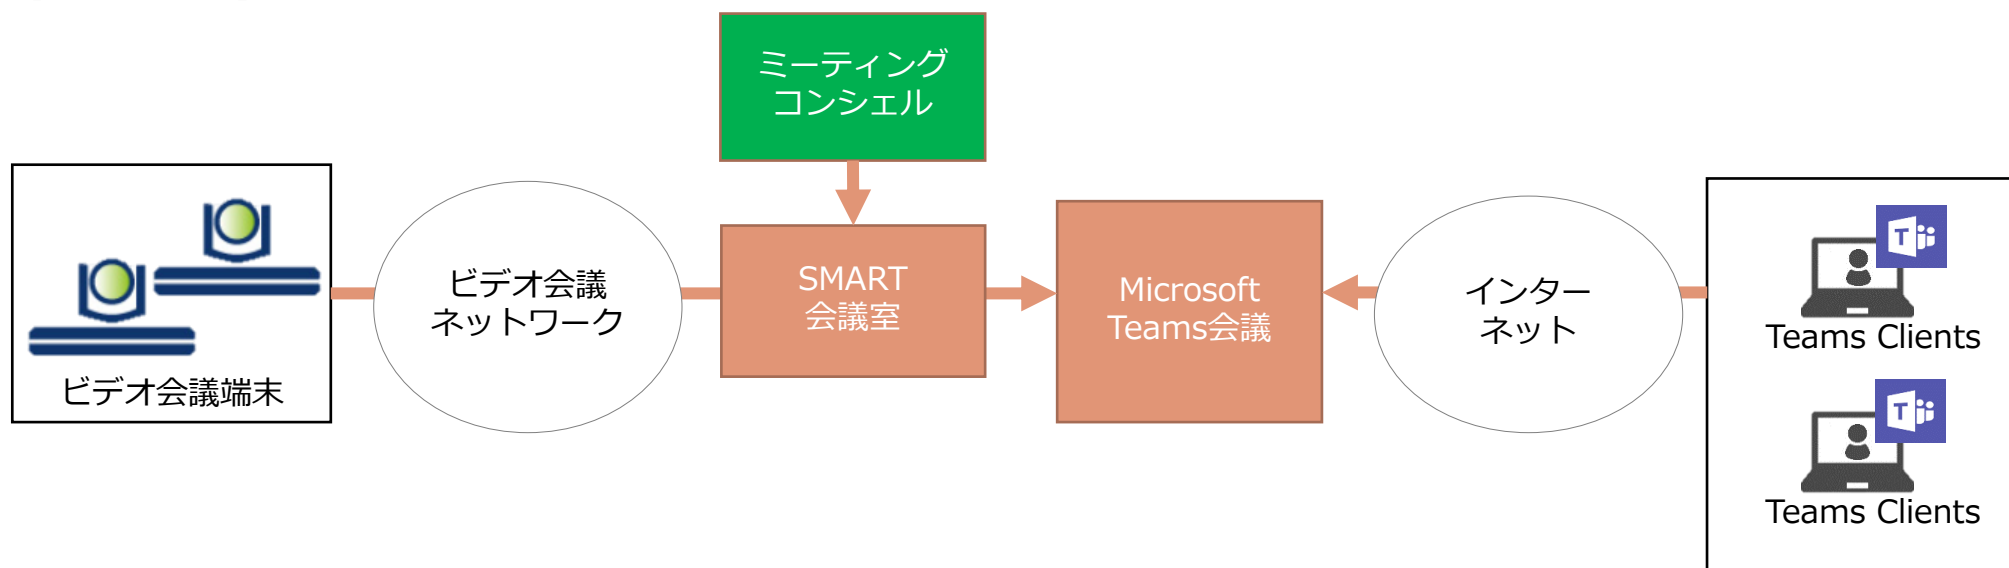 ミーティング
コンシェル
ビデオ会議端末
ビデオ会議
ネットワーク
SMART
会議室
Microsoft
Teams会議
インター
ネット
T
Teams Clients
T
Teams Clients